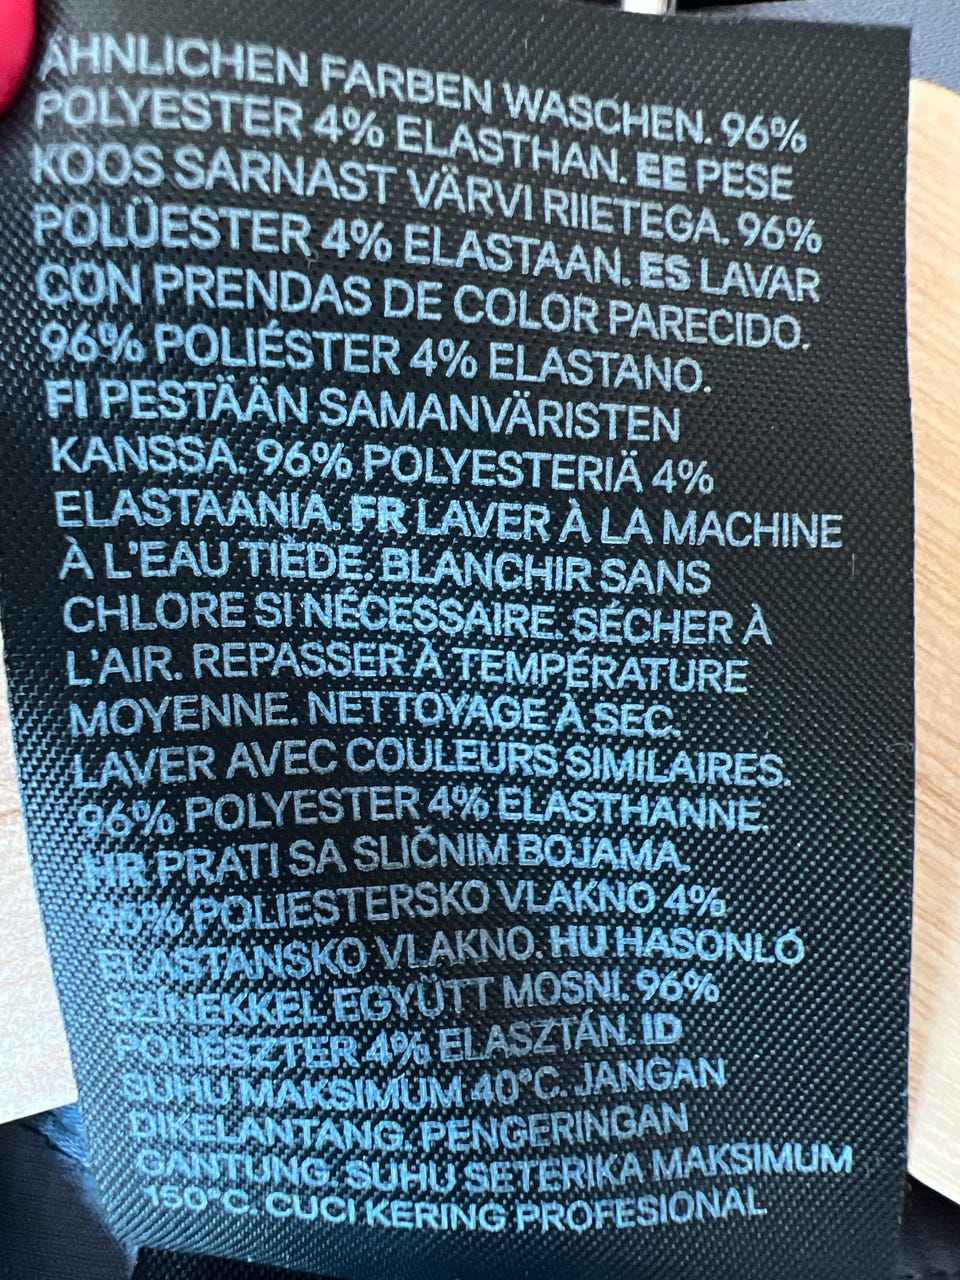 ÄHNLICHEN FARBEN WASCHEN. 96%
POLYESTER 4% ELASTHAN. EE PESE
KOOS SARNAST VÄRVI RIIETEGA. 96%
POLÜESTER 4% ELASTAAN. ES LAVAR
CON PRENDAS DE COLOR PARECIDO.
96% POLIÉSTER 4% ELASTANO.
FI PESTÄÄN SAMANVÄRISTEN
KANSSA. 96% POLYESTERIÄ 4%
ELASTAANIA. FR LAVER À LA MACHINE
À L'EAU TIÈDE. BLANCHIR SANS
CHLORE SI NÉCESSAIRE. SÉCHER À
L'AIR. REPASSER À TEMPÉRATURE
MOYENNE. NETTOYAGE À SEC.
LAVER AVEC COULEURS SIMILAIRES.
96% POLYESTER 4% ELASTHANNE.
HR PRATI SA SLIČNIM BOJAMA.
96% POLIESTERSKO VLAKNO 4%
ELASTANSKO VLAKNO. HU HASONLÓ
SZÍNEKKEL EGYÜTT MOSNI. 96%
POLIÉSZTER 4% ELASZTÁN. ID
SUHU MAKSIMUM 40°C. JANGAN
DIKELANTANG. PENGERINGAN
GANTUNG. SUHU SETERIKA MAKSIMUM
150°C. CUCI KERING PROFESIONAL